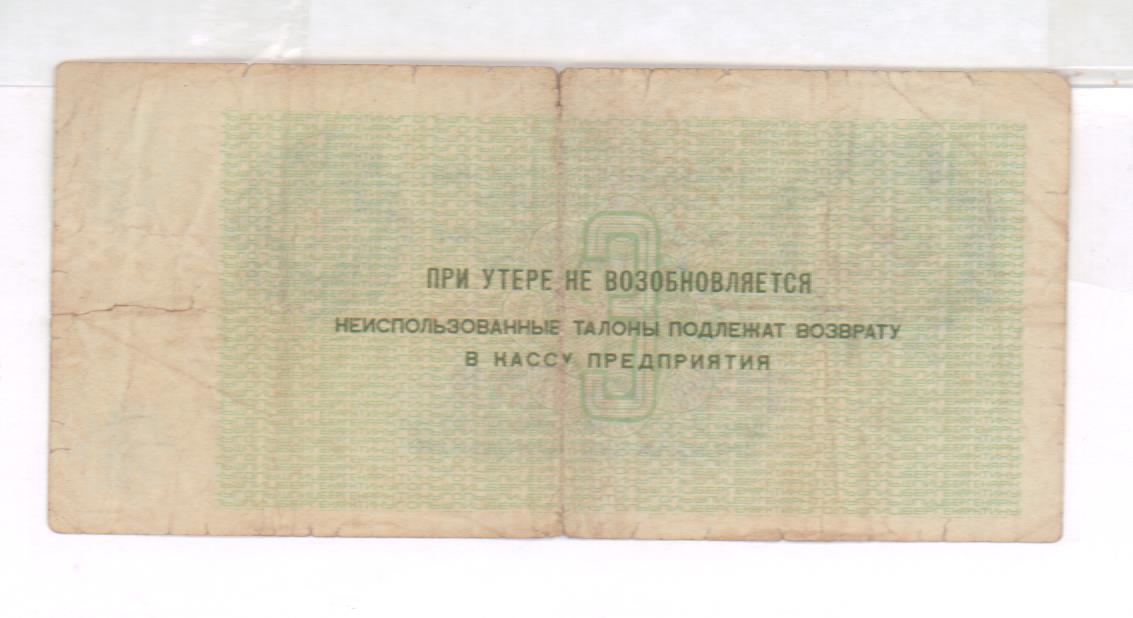 ПРИ УТЕРЕ НЕ ВОЗОБНОВЛЯЕТСЯ
НЕИСПОЛЬЗОВАННЫЕ ТАЛОНЫ ПОДЛЕЖАТ ВОЗВРАТУ
В КАССУ ПРЕДПРИЯТИЯ